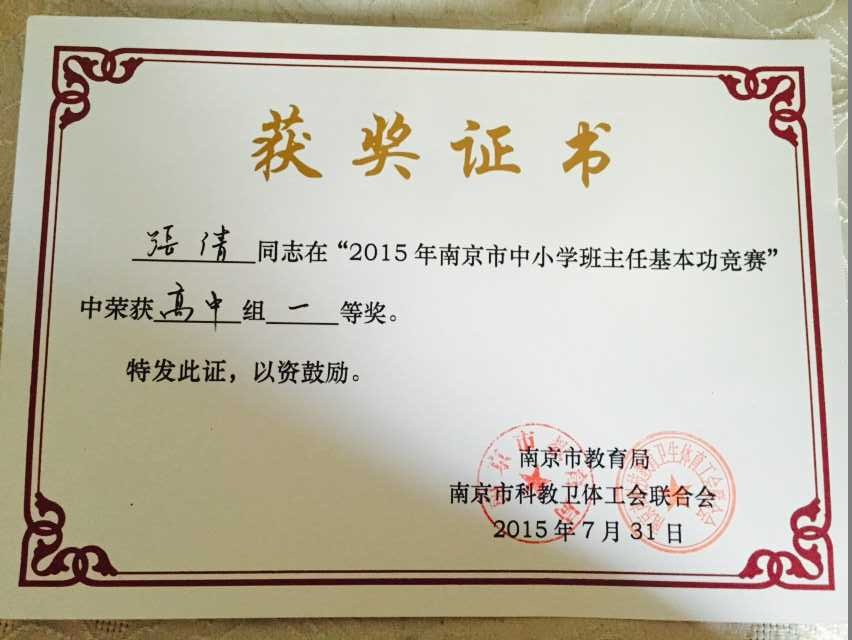 获奖证书
張倩同志在“2015年南京市中小学班主任基本功竞赛”
中荣获高中组一等奖。
特发此证，以资鼓励。
南京市教育局
南京市科教卫体工会联合会
2015年7月31日